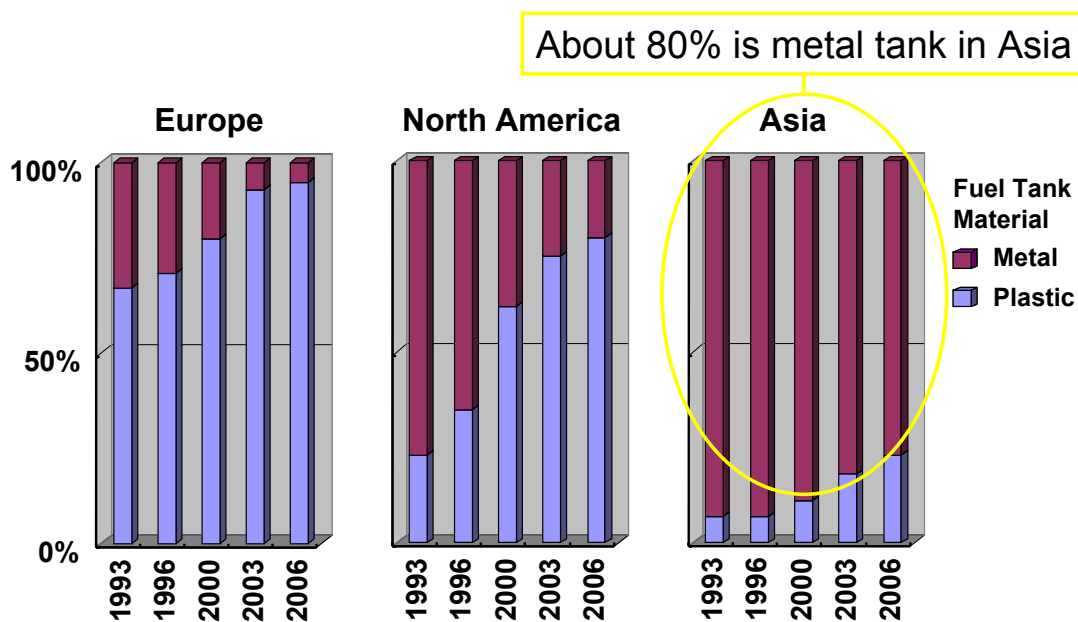 About 80% is metal tank in Asia
Europe
North America
Asia
100%
50%
0%
Fuel Tank
Material
Metal
Plastic
1993 1996 2000 2003 2006
1993 1996 2000 2003 2006
1993 1996 2000 2003 2006